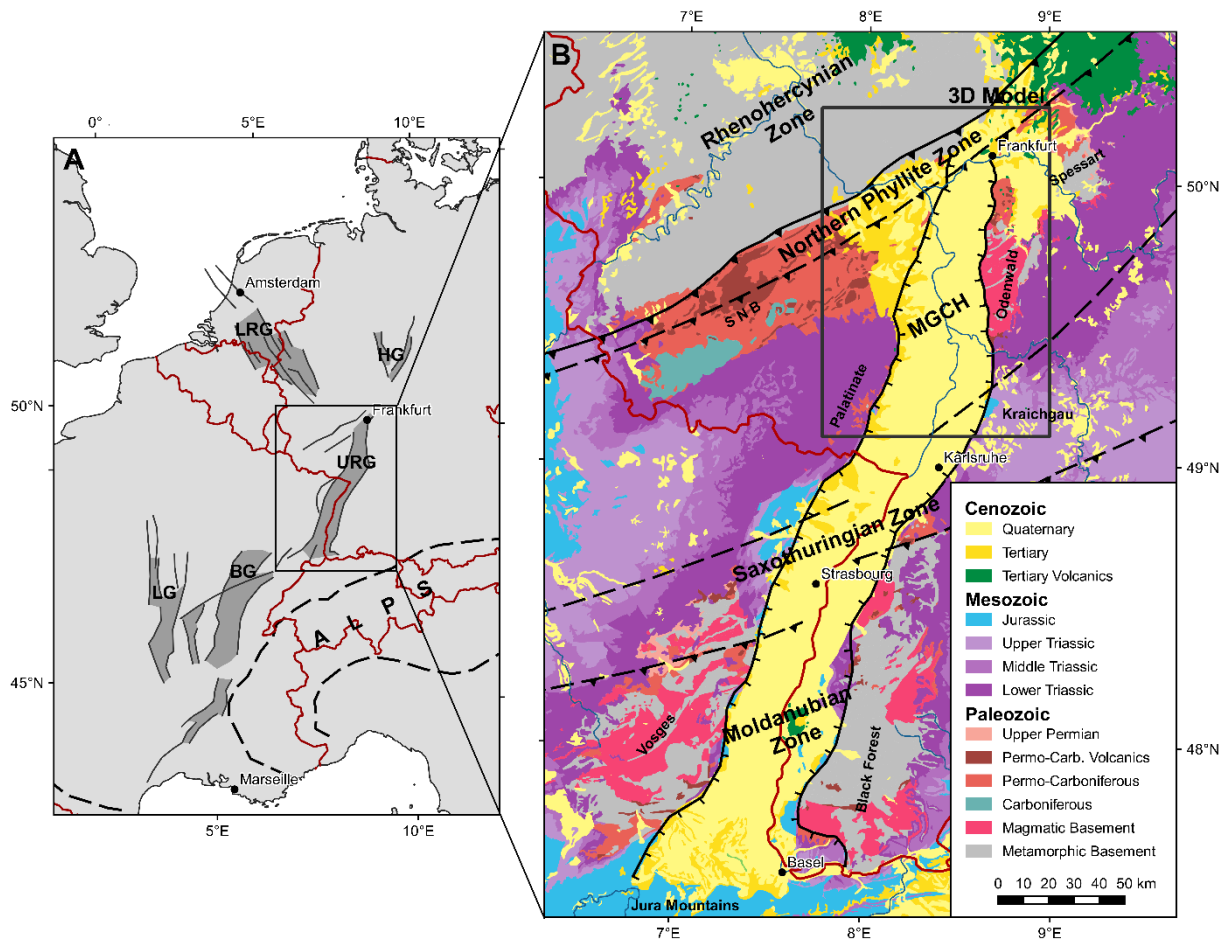 7°E
8°E
9°E
B
Rhenohercynian
Zone
3D Model
Frankfurt
Northern Phyllite Zone
Spessart
50°N
0°
5°E
10°E
A
Amsterdam
LRG
HG
50°N
Frankfurt
URG
BG
LG
A L P S
45°N
Marseille
5°E
10°E
S N B
MGCH
Odenwald
Palatinate
Kraichgau
Karlsruhe
49°N
Saxothuringian Zone
Strasbourg
Moldanubian
Zone
Vosges
Black Forest
48°N
Basel
Jura Mountains
Cenozoic
Quaternary
Tertiary
Tertiary Volcanics
Mesozoic
Jurassic
Upper Triassic
Middle Triassic
Lower Triassic
Paleozoic
Upper Permian
Permo-Carb. Volcanics
Permo-Carboniferous
Carboniferous
Magmatic Basement
Metamorphic Basement
0 10 20 30 40 50 km
7°E
8°E
9°E